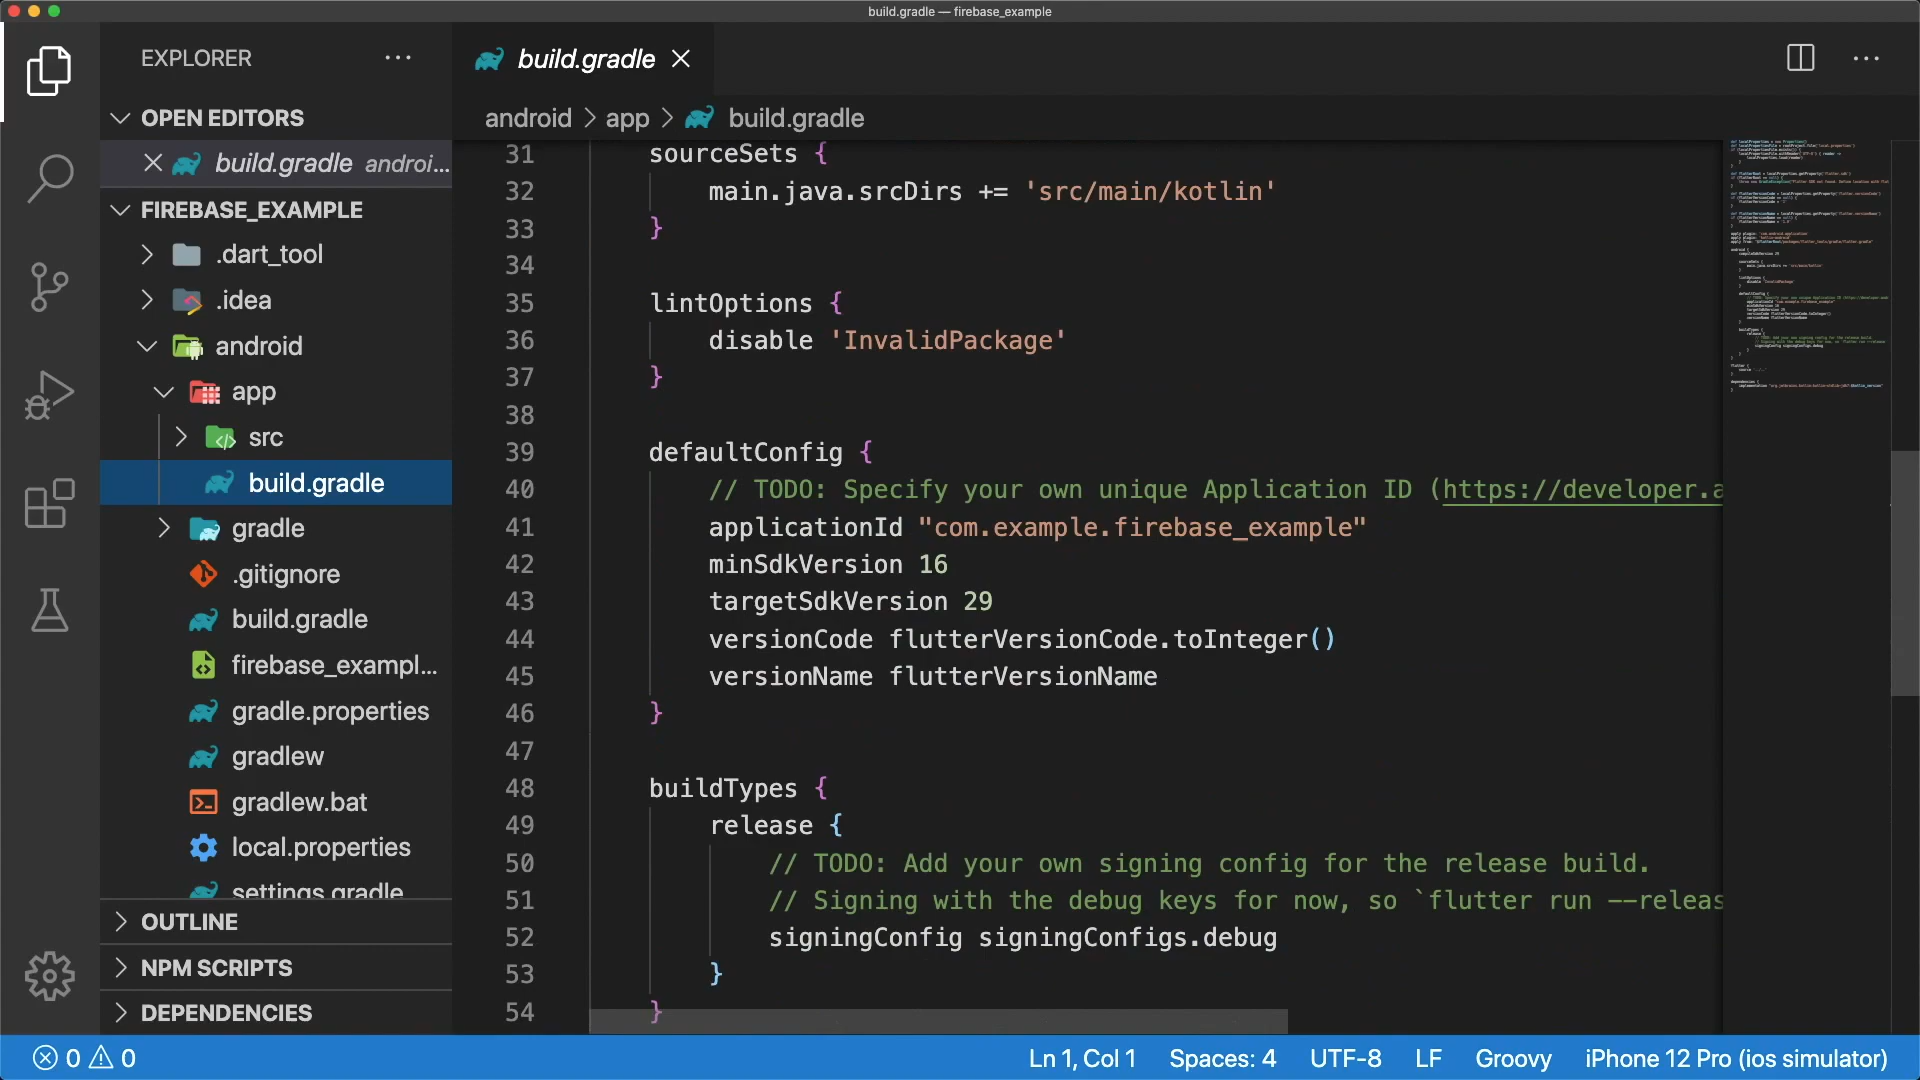 build.gradle — firebase_example
EXPLORER
build.gradle
OPEN EDITORS
android > app > build.gradle
build.gradle androi...
FIREBASE_EXAMPLE
.dart_tool
.idea
android
app
src
build.gradle
gradle
.gitignore
build.gradle
firebase_exampl...
gradle.properties
gradlew
gradlew.bat
local.properties
settings.gradle
OUTLINE
NPM SCRIPTS
DEPENDENCIES
31 sourceSets {
32 main.java.srcDirs += 'src/main/kotlin'
33 }
34
35 lintOptions {
36 disable 'InvalidPackage'
37 }
38
39 defaultConfig {
40 // TODO: Specify your own unique Application ID (https://developer.a
41 applicationId "com.example.firebase_example"
42 minSdkVersion 16
43 targetSdkVersion 29
44 versionCode flutterVersionCode.toInteger()
45 versionName flutterVersionName
46 }
47
48 buildTypes {
49 release {
50 // TODO: Add your own signing config for the release build.
51 // Signing with the debug keys for now, so `flutter run --releas
52 signingConfig signingConfigs.debug
53 }
54 }
0 0
Ln 1, Col 1 Spaces: 4 UTF-8 LF Groovy iPhone 12 Pro (ios simulator)